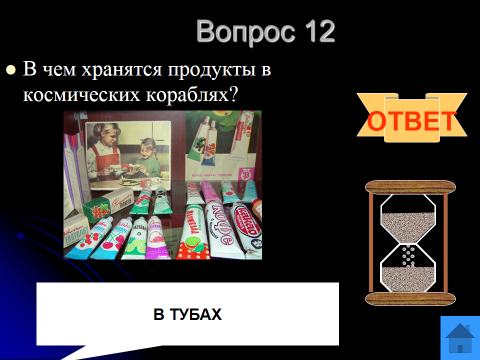 Вопрос 12
В чем хранятся продукты в
космических кораблях?
ОТВЕТ
В ТУБАХ